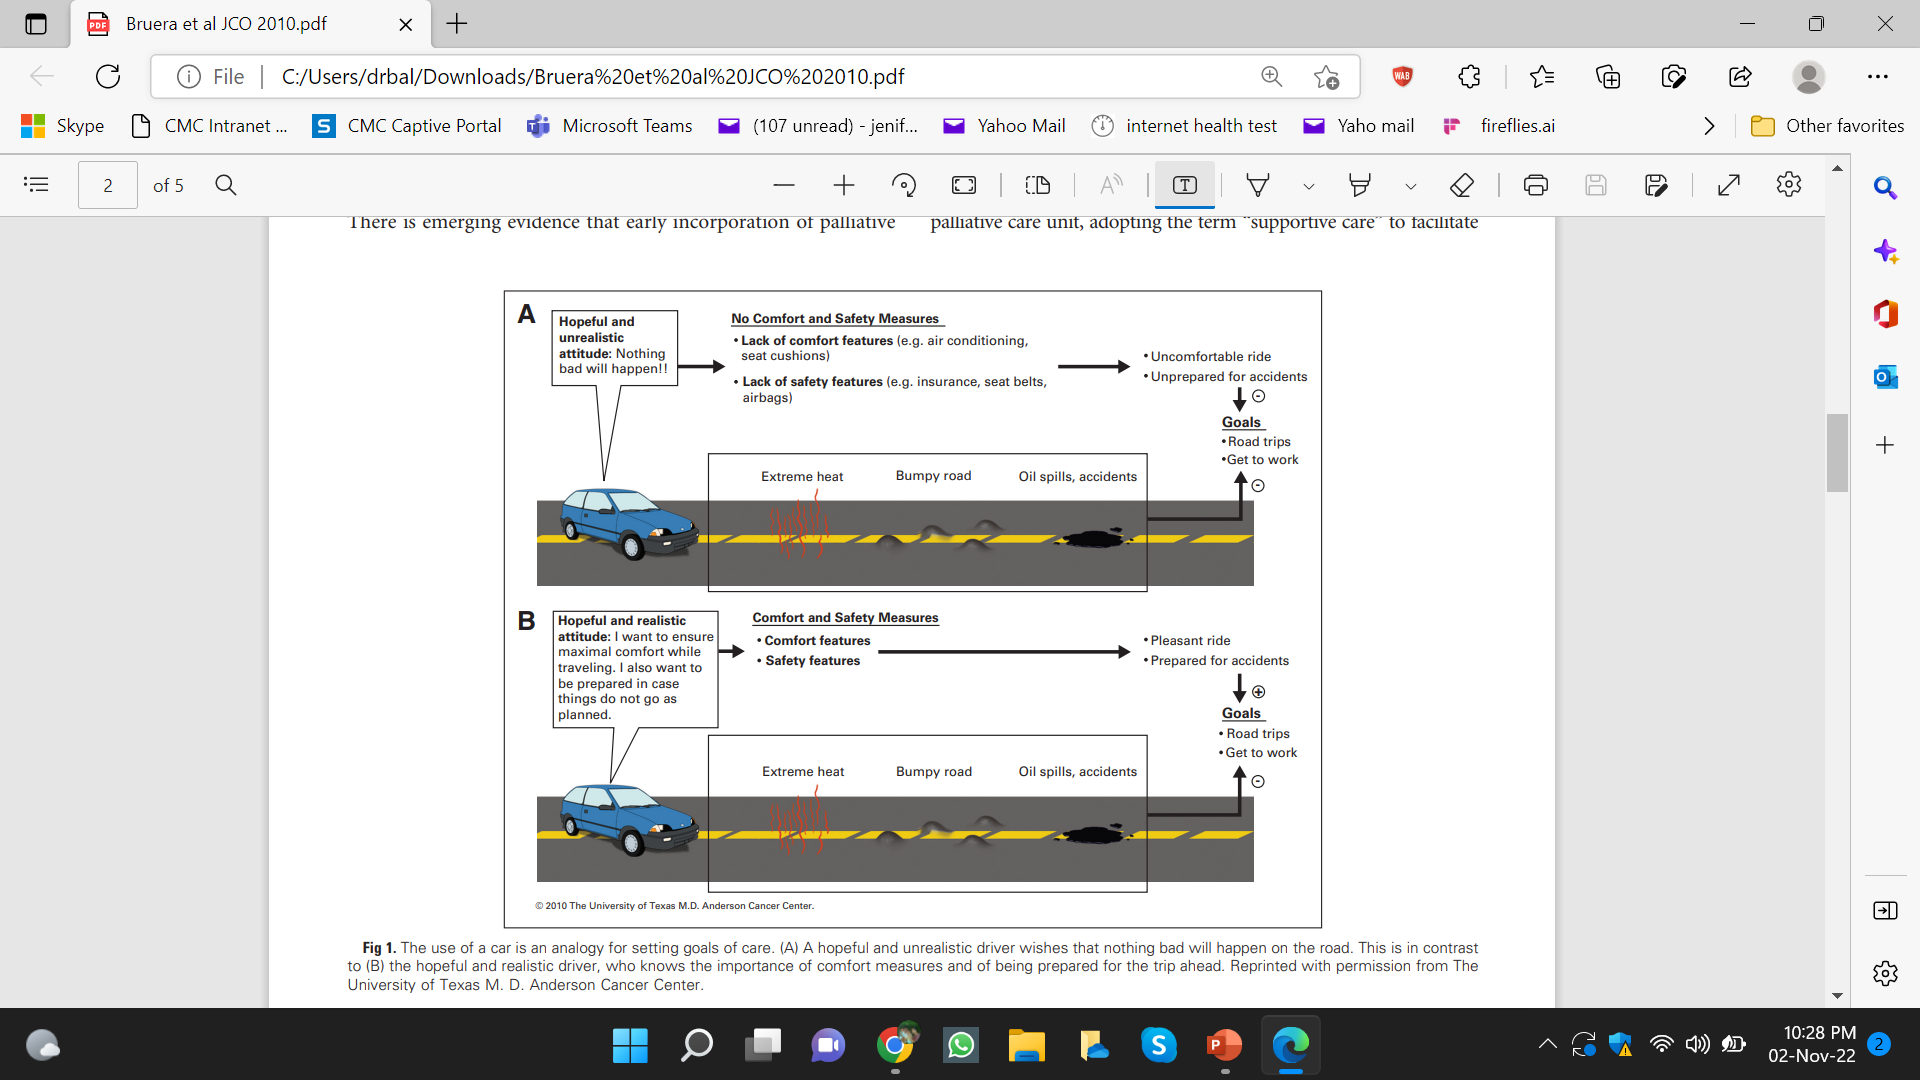 Bruera et al JCO 2010.pdf
File
C:/Users/drbal/Downloads/Bruera%20et%20al%20JCO%202010.pdf
WAB
Skype
CMC Intranet ...
CMC Captive Portal
Microsoft Teams
(107 unread) - jenif...
Yahoo Mail
internet health test
Yaho mail
fireflies.ai
Other favorites
2 of 5
There is emerging evidence that early incorporation of palliative
palliative care unit, adopting the term "supportive care" to facilitate
A
Hopeful and
unrealistic
attitude: Nothing
bad will happen!!
No Comfort and Safety Measures
• Lack of comfort features (e.g. air conditioning,
seat cushions)
• Lack of safety features (e.g. insurance, seat belts,
airbags)
• Uncomfortable ride
• Unprepared for accidents
Goals
• Road trips
• Get to work
Extreme heat
Bumpy road
Oil spills, accidents
B
Hopeful and realistic
attitude: I want to ensure
maximal comfort while
traveling. I also want to
be prepared in case
things do not go as
planned.
Comfort and Safety Measures
• Comfort features
• Safety features
• Pleasant ride
• Prepared for accidents
Goals
• Road trips
• Get to work
Extreme heat
Bumpy road
Oil spills, accidents
© 2010 The University of Texas M.D. Anderson Cancer Center.
Fig 1. The use of a car is an analogy for setting goals of care. (A) A hopeful and unrealistic driver wishes that nothing bad will happen on the road. This is in contrast
to (B) the hopeful and realistic driver, who knows the importance of comfort measures and of being prepared for the trip ahead. Reprinted with permission from The
University of Texas M. D. Anderson Cancer Center.
10:28 PM
02-Nov-22
2